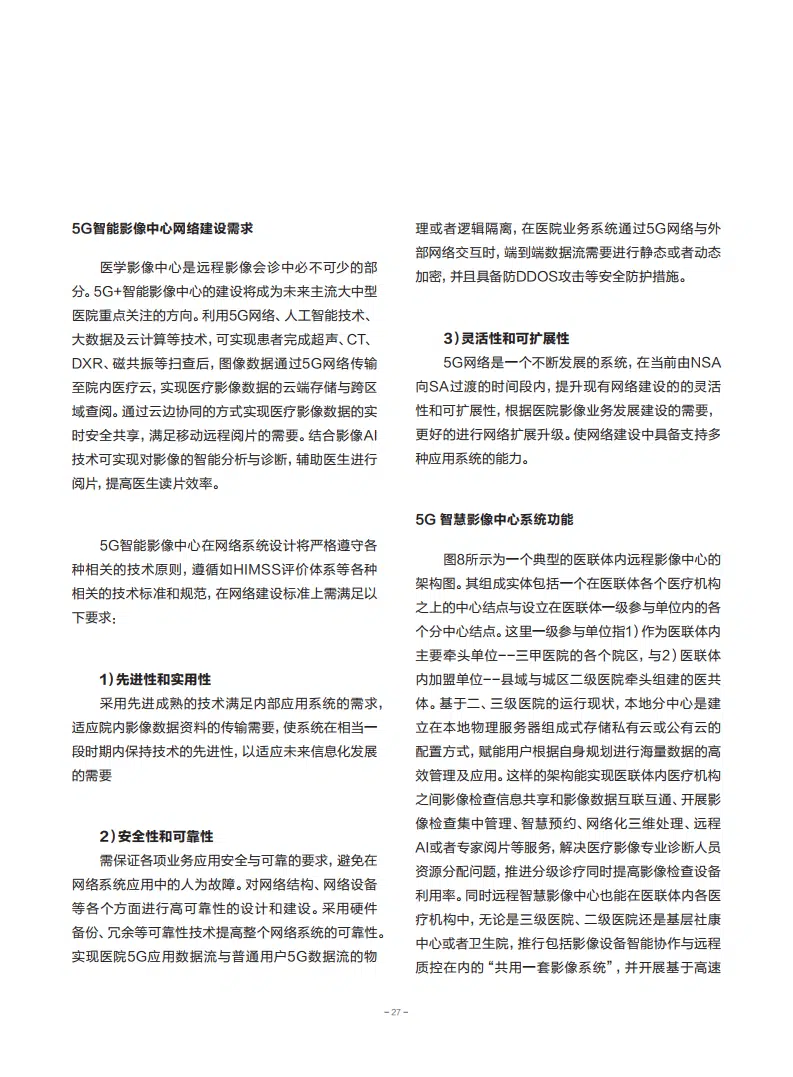 5G智能影像中心网络建设需求
医学影像中心是远程影像会诊中必不可少的部
分。5G+智能影像中心的建设将成为未来主流大中型
医院重点关注的方向。利用5G网络、人工智能技术、
大数据及云计算等技术，可实现患者完成超声、CT、
DXR、磁共振等扫查后，图像数据通过5G网络传输
至院内医疗云，实现医疗影像数据的云端存储与跨区
域查阅。通过云边协同的方式实现医疗影像数据的实
时安全共享，满足移动远程阅片的需要。结合影像AI
技术可实现对影像的智能分析与诊断，辅助医生进行
阅片，提高医生读片效率。
5G智能影像中心在网络系统设计将严格遵守各
种相关的技术原则，遵循如HIMSS评价体系等各种
相关的技术标准和规范，在网络建设标准上需满足以
下要求：
1）先进性和实用性
采用先进成熟的技术满足内部应用系统的需求，
适应院内影像数据资料的传输需要，使系统在相当一
段时期内保持技术的先进性，以适应未来信息化发展
的需要
2）安全性和可靠性
需保证各项业务应用安全与可靠的要求，避免在
网络系统应用中的人为故障。对网络结构、网络设备
等各个方面进行高可靠性的设计和建设。采用硬件
备份、冗余等可靠性技术提高整个网络系统的可靠性。
实现医院5G应用数据流与普通用户5G数据流的物
理或者逻辑隔离，在医院业务系统通过5G网络与外
部网络交互时，端到端数据流需要进行静态或者动态
加密，并且具备防DDOS攻击等安全防护措施。
3）灵活性和可扩展性
5G网络是一个不断发展的系统，在当前由NSA
向SA过渡的时间段内，提升现有网络建设的的灵活
性和可扩展性，根据医院影像业务发展建设的需要，
更好的进行网络扩展升级。使网络建设中具备支持多
种应用系统的能力。
5G 智慧影像中心系统功能
图8所示为一个典型的医联体内远程影像中心的
架构图。其组成实体包括一个在医联体各个医疗机构
之上的中心结点与设立在医联体一级参与单位内的各
个分中心结点。这里一级参与单位指1）作为医联体内
主要牵头单位--三甲医院的各个院区，与2）医联体
内加盟单位--县域与城区二级医院牵头组建的医共
体。基于二、三级医院的运行现状，本地分中心是建
立在本地物理服务器组成式存储私有云或公有云的
配置方式，赋能用户根据自身规划进行海量数据的高
效管理及应用。这样的架构能实现医联体内医疗机构
之间影像检查信息共享和影像数据互联互通、开展影
像检查集中管理、智慧预约、网络化三维处理、远程
AI或者专家阅片等服务，解决医疗影像专业诊断人员
资源分配问题，推进分级诊疗同时提高影像检查设备
利用率。同时远程智慧影像中心也能在医联体内各医
疗机构中，无论是三级医院、二级医院还是基层社康
中心或者卫生院，推行包括影像设备智能协作与远程
质控在内的“共用一套影像系统”，并开展基于高速
- 27 -